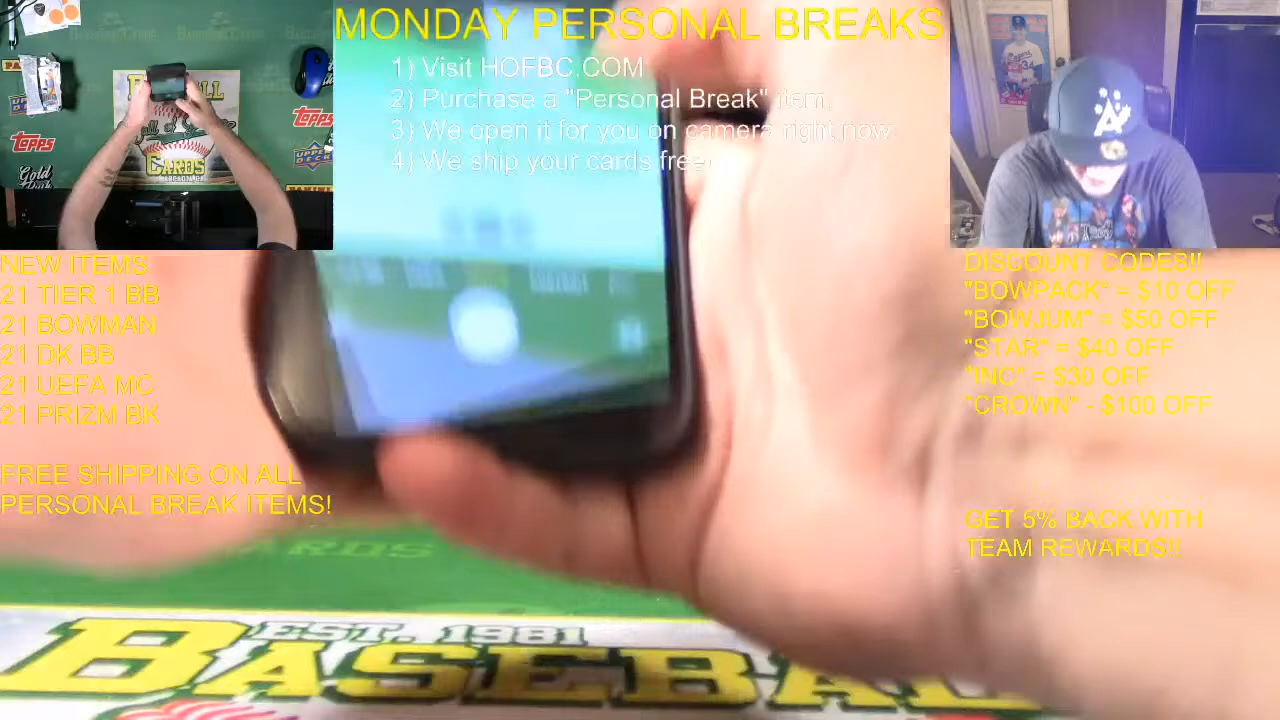 MONDAY PERSONAL BREAKS
1) Visit HOFBC.COM
2) Purchase a "Personal Break" item.
3) We open it for you on camera right now.
4) We ship your cards free
TOPPS
TOPPS
Gold
CARDS
34
A
NEW ITEMS
21 TIER 1 BB
21 BOWMAN
21 DK BB
21 UEFA MC
21 PRIZM BK
FREE SHIPPING ON ALL
PERSONAL BREAK ITEMS!
DISCOUNT CODES!!
"BOWPACK" = $10 OFF
"BOWJUM" = $50 OFF
"STAR" = $40 OFF
"INC" = $30 OFF
"CROWN" - $100 OFF
GET 5% BACK WITH
TEAM REWARDS!!
EST. 1981
BASEBAL